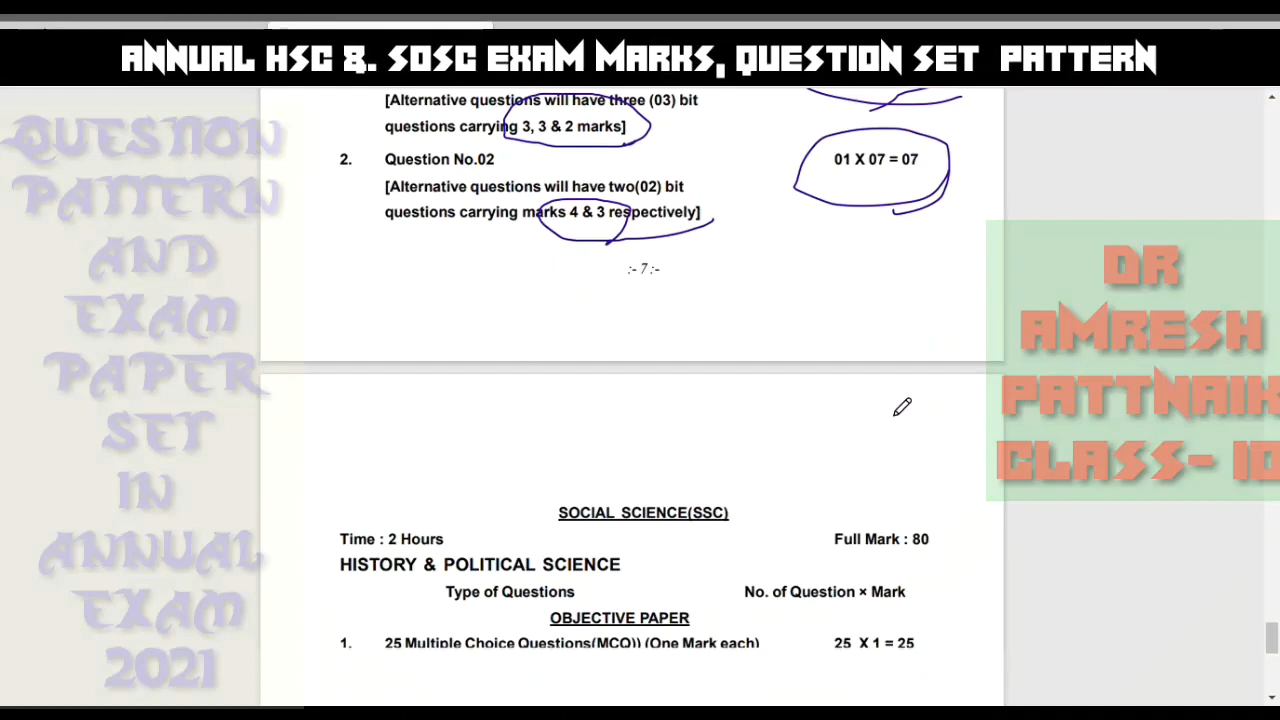 ANNUAL HSC &. SOSC EXAM MARKS, QUESTION SET PATTERN
[Alternative questions will have three (03) bit
questions carrying 3, 3 & 2 marks]
2. Question No.02 01 X 07 = 07
[Alternative questions will have two(02) bit
questions carrying marks 4 & 3 respectively]
:- 7 :-
SOCIAL SCIENCE(SSC)
Time : 2 Hours Full Mark : 80
HISTORY & POLITICAL SCIENCE
Type of Questions No. of Question × Mark
OBJECTIVE PAPER
1. 25 Multiple Choice Questions(MCQ)) (One Mark each) 25 X 1 = 25
QUESTION
PATTERN
AND
EXAM
PAPER
SET
IN
ANNUAL
EXAM
2021
DR
AMRESH
PATTNAIK
CLASS- 10